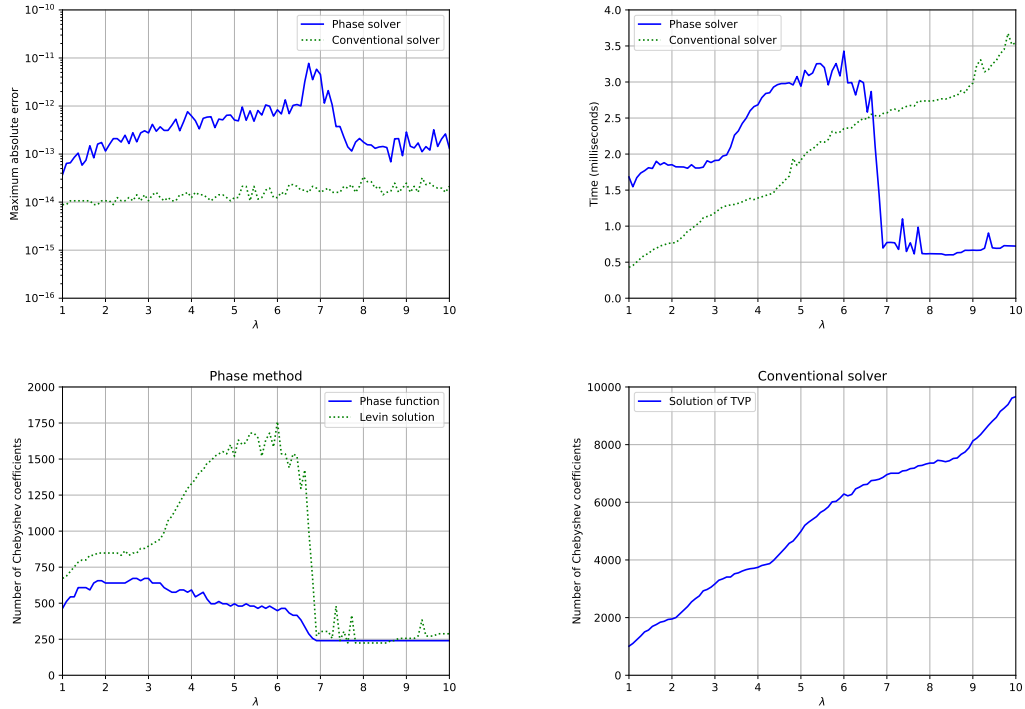 Phase solver
Conventional solver
10⁻¹⁰
10⁻¹¹
10⁻¹²
10⁻¹³
10⁻¹⁴
10⁻¹⁵
10⁻¹⁶
Maximum absolute error
1 2 3 4 5 6 7 8 9 10
λ
Phase solver
Conventional solver
4.0
3.5
3.0
2.5
2.0
1.5
1.0
0.5
0.0
Time (milliseconds)
1 2 3 4 5 6 7 8 9 10
λ
Phase method
Phase function
Levin solution
2000
1750
1500
1250
1000
750
500
250
0
Number of Chebyshev coefficients
1 2 3 4 5 6 7 8 9 10
λ
Conventional solver
Solution of TVP
10000
8000
6000
4000
2000
0
Number of Chebyshev coefficients
1 2 3 4 5 6 7 8 9 10
λ